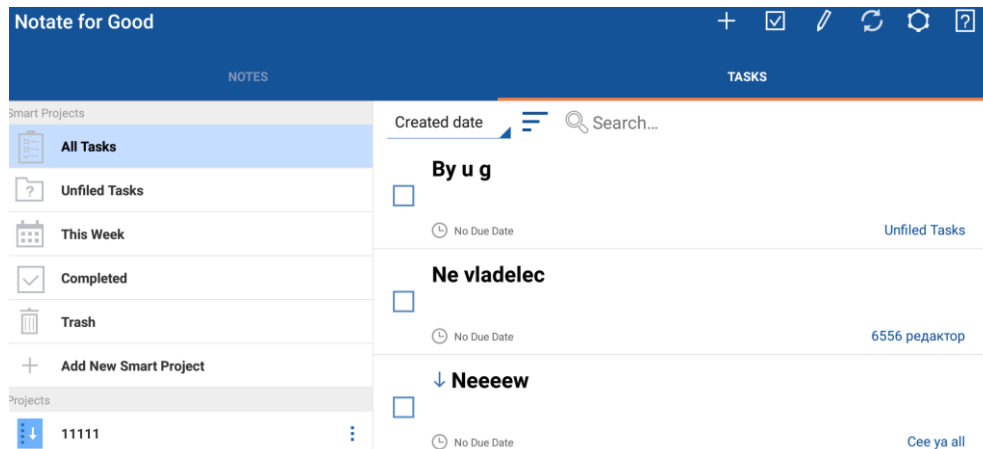 Notate for Good
NOTES
TASKS
Smart Projects
All Tasks
Unfiled Tasks
This Week
Completed
Trash
Add New Smart Project
Projects
11111
Created date
Search...
By u g
No Due Date
Unfiled Tasks
Ne vladelec
No Due Date
6556 редактор
↓ Neeeew
No Due Date
Cee ya all